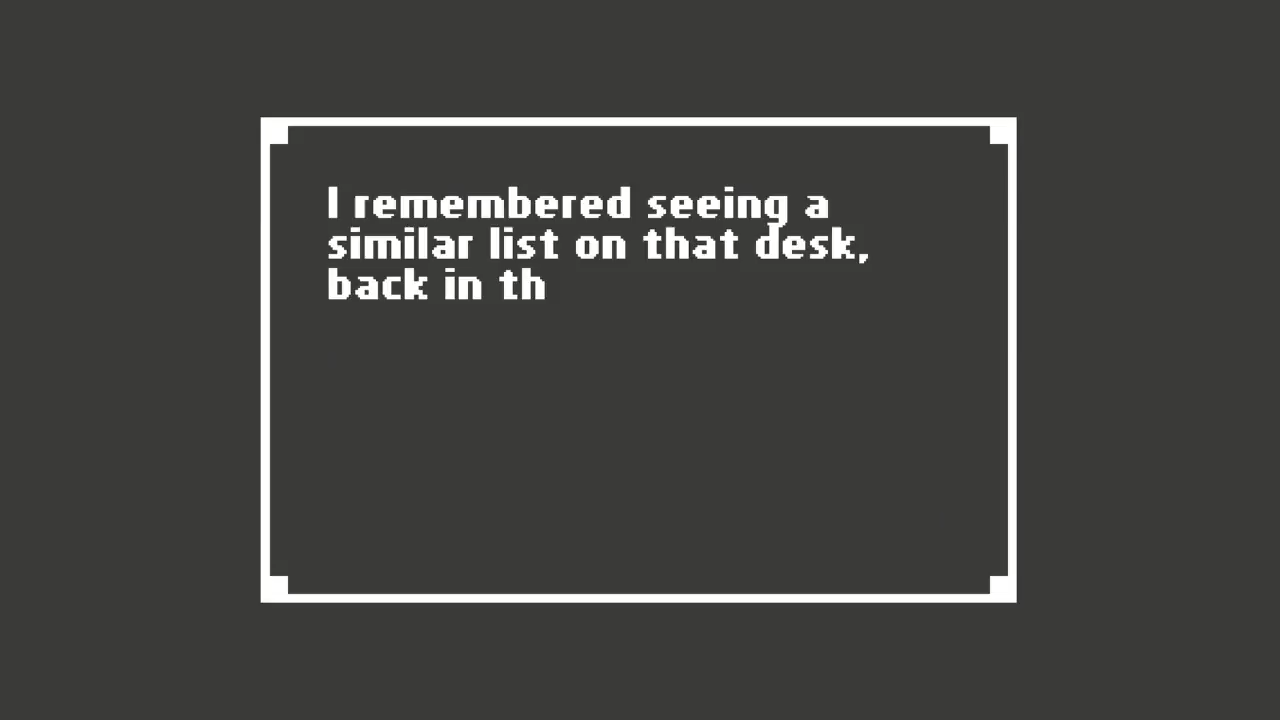 I remembered seeing a
similar list on that desk,
back in th